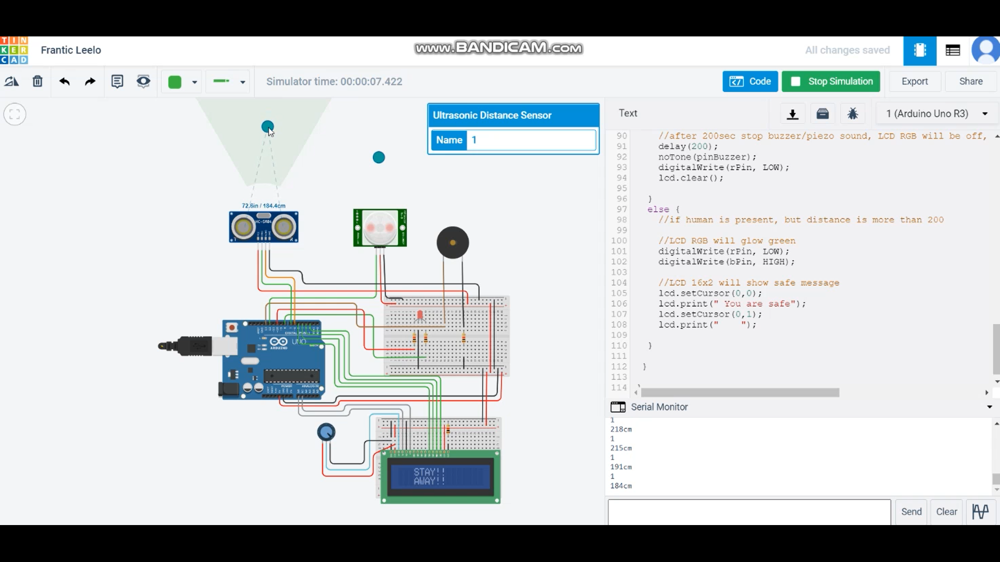 TIN
KER
CAD
Frantic Leelo
www.BANDICAM.com
All changes saved
Simulator time: 00:00:07.422
Code
Stop Simulation
Export
Share
Ultrasonic Distance Sensor
Name 1
72.6in / 184.4cm
HC-SR04
DIGITAL
UNO
ARDUINO
POWER
ANALOG IN
STAY!!
AWAY!!
Text
1 (Arduino Uno R3)
90 //after 200sec stop buzzer/piezo sound, LCD RGB will be off,
91 delay(200);
92 noTone(pinBuzzer);
93 digitalWrite(rPin, LOW);
94 lcd.clear();
95
96 }
97 else {
98 //if human is present, but distance is more than 200
99
100 //LCD RGB will glow green
101 digitalWrite(rPin, LOW);
102 digitalWrite(bPin, HIGH);
103
104 //LCD 16x2 will show safe message
105 lcd.setCursor(0,0);
106 lcd.print(" You are safe");
107 lcd.setCursor(0,1);
108 lcd.print("    ");
109
110 }
111
112 }
113
114
Serial Monitor
1
218cm
1
215cm
1
191cm
1
184cm
Send
Clear